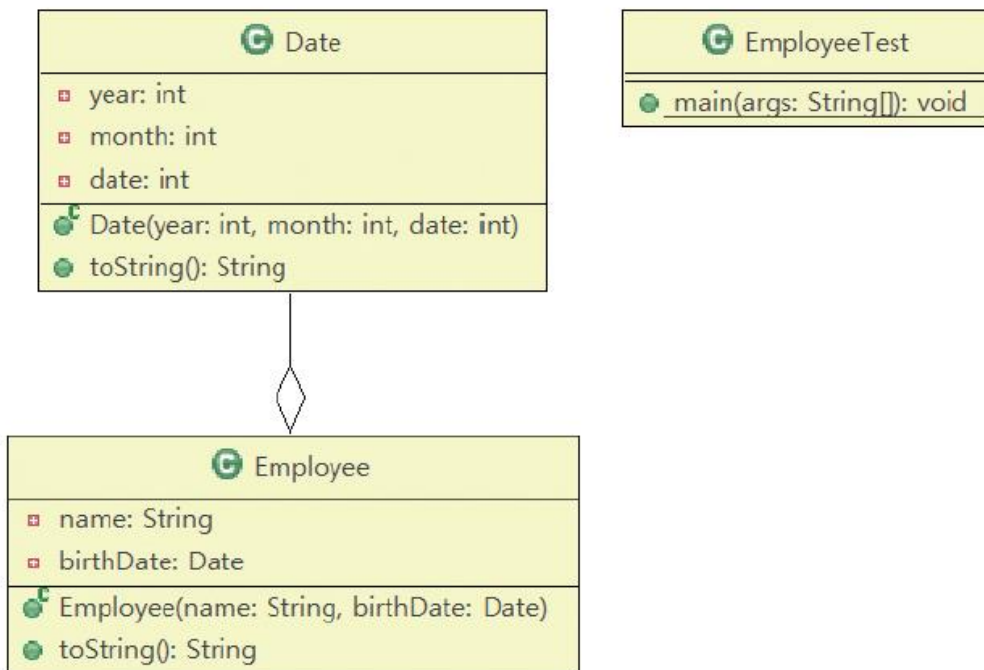 Date
year: int
month: int
date: int
Date(year: int, month: int, date: int)
toString(): String
EmployeeTest
main(args: String[]): void
Employee
name: String
birthDate: Date
Employee(name: String, birthDate: Date)
toString(): String